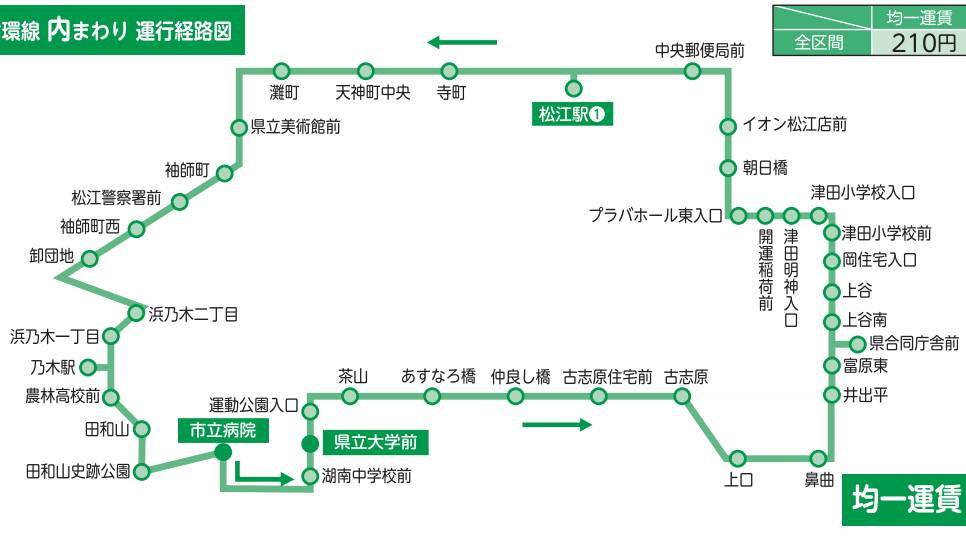 環線 内まわり 運行経路図
均一運賃
全区間
210円
中央郵便局前
灘町
天神町中央
寺町
松江駅❶
県立美術館前
イオン松江店前
袖師町
朝日橋
松江警察署前
津田小学校入口
袖師町西
プラバホール東入口
津田小学校前
卸団地
開運稲荷前
津田明神入口
岡住宅入口
上谷
浜乃木二丁目
上谷南
浜乃木一丁目
県合同庁舎前
乃木駅
富原東
茶山
あすなろ橋
仲良し橋
古志原住宅前
古志原
農林高校前
井出平
運動公園入口
田和山
市立病院
県立大学前
田和山史跡公園
湖南中学校前
上口
鼻曲
均一運賃